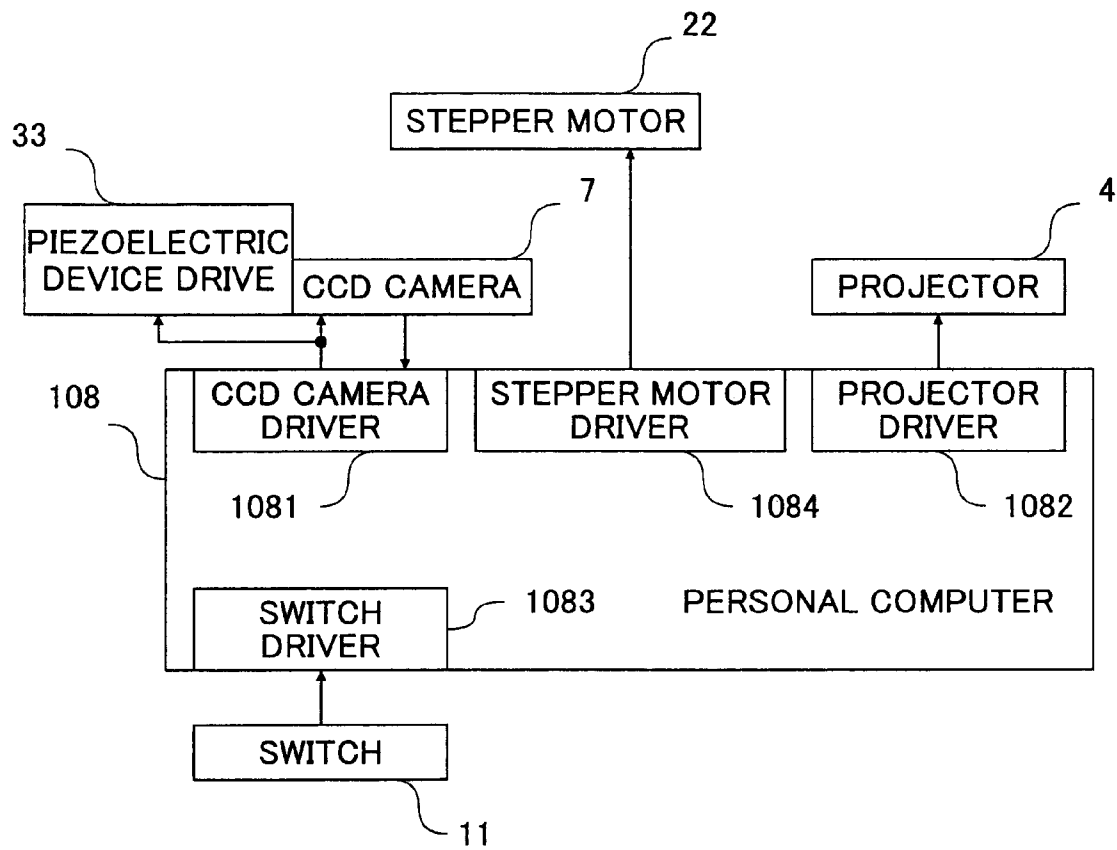 22
STEPPER MOTOR
33
7
4
PIEZOELECTRIC
DEVICE DRIVE
CCD CAMERA
PROJECTOR
108
CCD CAMERA
DRIVER
STEPPER MOTOR
DRIVER
PROJECTOR
DRIVER
1081
1084
1082
SWITCH
DRIVER
1083
PERSONAL COMPUTER
SWITCH
11